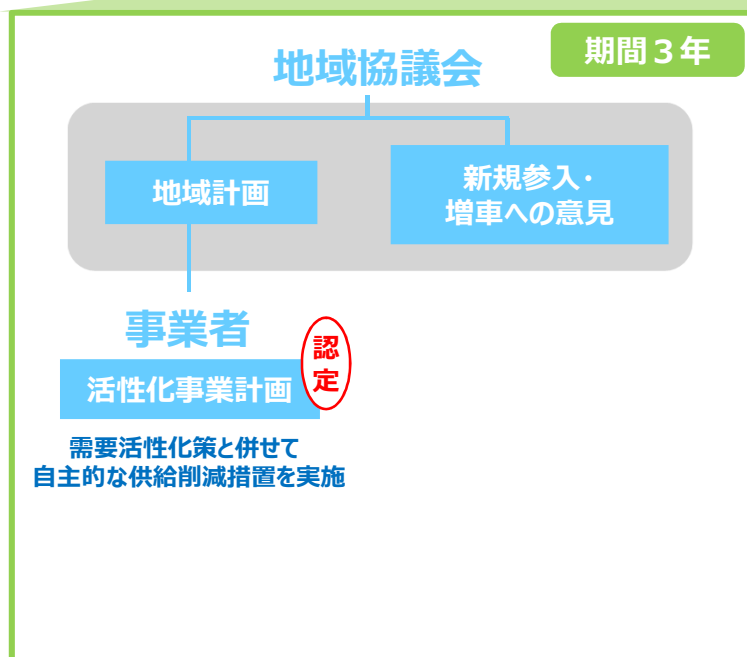 期間３年
地域協議会
地域計画
新規参入・
増車への意見
事業者
認
定
活性化事業計画
需要活性化策と併せて
自主的な供給削減措置を実施